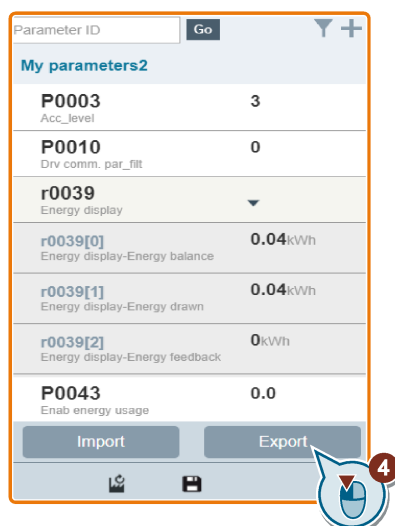 Parameter ID Go
My parameters2
P0003 3
Acc_level
P0010 0
Drv comm. par_filt
r0039
Energy display
r0039[0] 0.04kWh
Energy display-Energy balance
r0039[1] 0.04kWh
Energy display-Energy drawn
r0039[2] 0kWh
Energy display-Energy feedback
P0043 0.0
Enab energy usage
Import Export
4